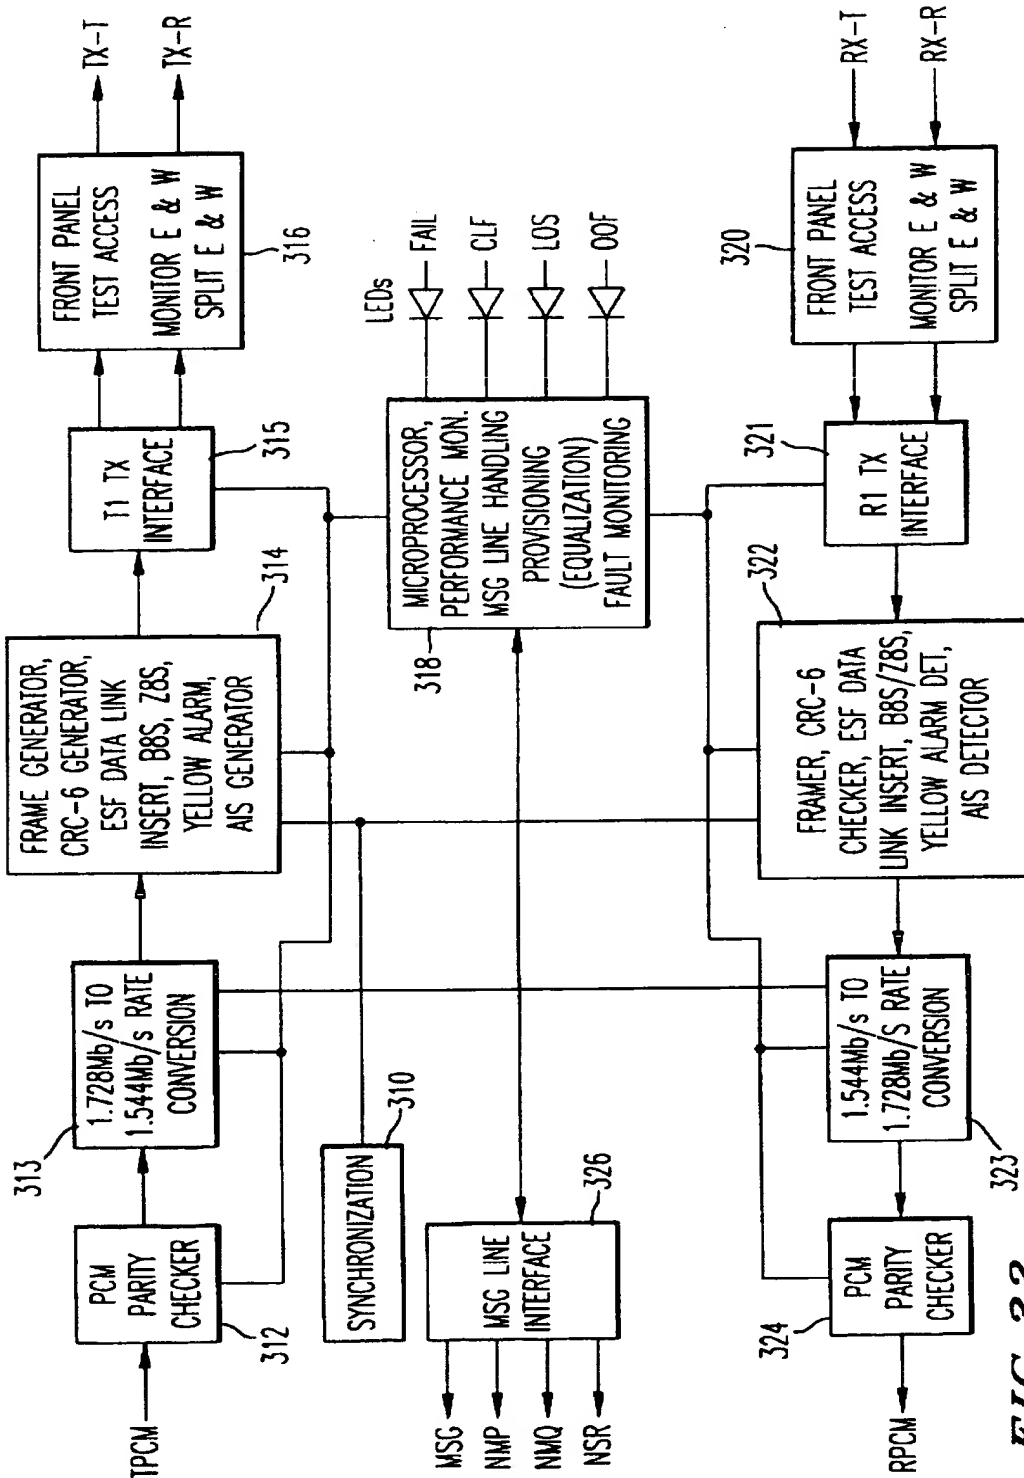 TPCM
PCM
PARITY
CHECKER
312
313
1.728Mb/s TO
1.544Mb/s RATE
CONVERSION
FRAME GENERATOR,
CRC-6 GENERATOR,
ESF DATA LINK
INSERT, B8S, Z8S,
YELLOW ALARM,
AIS GENERATOR
314
T1 TX
INTERFACE
315
FRONT PANEL
TEST ACCESS
MONITOR E & W
SPLIT E & W
316
TX-T
TX-R
SYNCHRONIZATION
310
MSG
NMP
NMQ
NSR
MSG LINE
INTERFACE
326
MICROPROCESSOR,
PERFORMANCE MON.
MSG LINE HANDLING
PROVISIONING
(EQUALIZATION)
FAULT MONITORING
318
LEDs
FAIL
CLF
LOS
OOF
RPCM
PCM
PARITY
CHECKER
324
1.544Mb/s TO
1.728Mb/S RATE
CONVERSION
323
322
FRAMER, CRC-6
CHECKER, ESF DATA
LINK INSERT, B8S/Z8S,
YELLOW ALARM DET,
AIS DETECTOR
321
R1 TX
INTERFACE
320
FRONT PANEL
TEST ACCESS
MONITOR E & W
SPLIT E & W
RX-T
RX-R